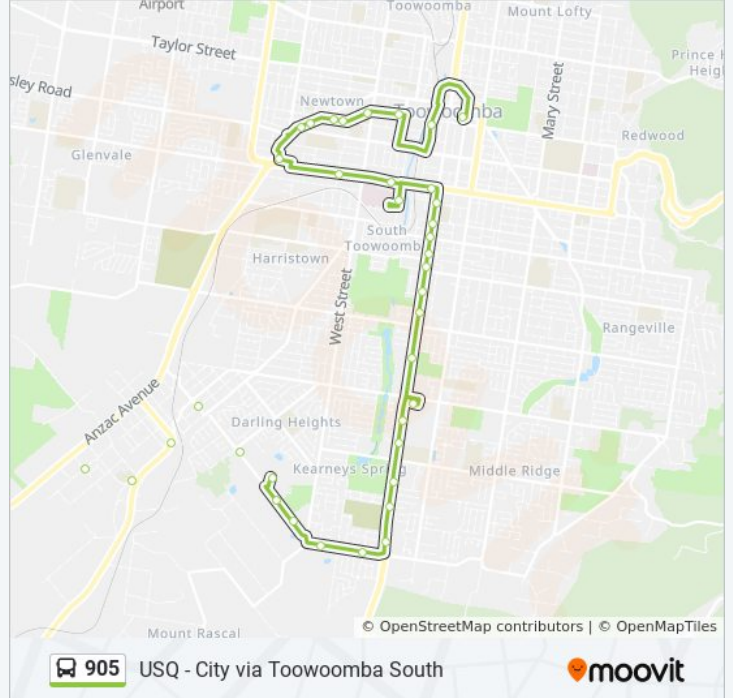 Airport
Toowoomba
Mount Lofty
Taylor Street
sley Road
Prince H
Heigl
Newtown
Toowoomba
Mary Street
Redwood
Glenvale
South
Toowoomb
Harristown
West Street
Rangeville
Anzac Avenue
Darling Heights
Kearneys Spring
Middle Ridge
Mount Rascal
© OpenStreetMap contributors | © OpenMapTiles
905 USQ - City via Toowoomba South
moovit